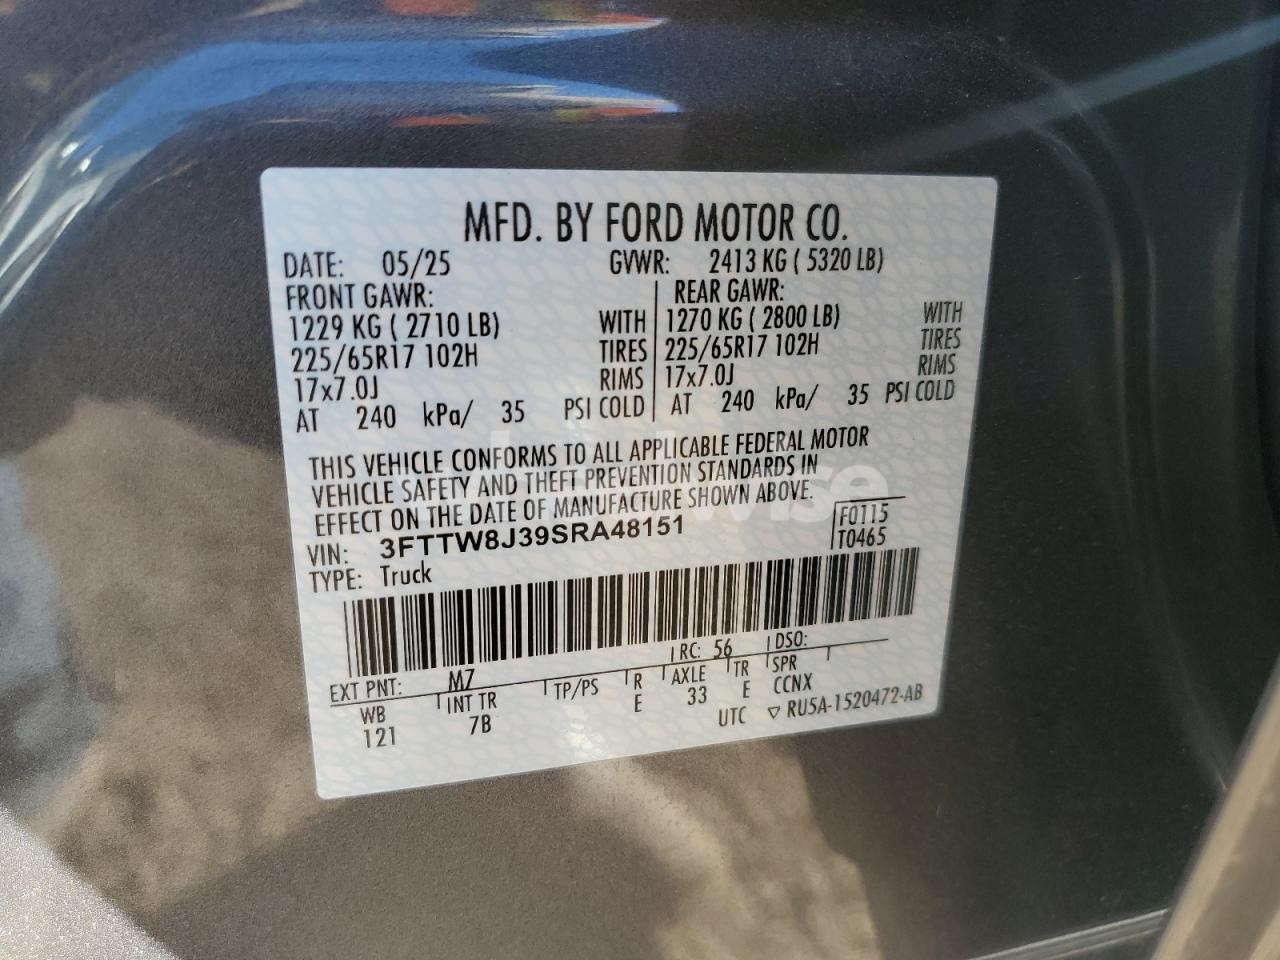 MFD. BY FORD MOTOR CO.
DATE: 05/25 GVWR: 2413 KG ( 5320 LB)
FRONT GAWR: REAR GAWR:
1229 KG ( 2710 LB) WITH 1270 KG ( 2800 LB) WITH
225/65R17 102H TIRES 225/65R17 102H TIRES
17x7.0J RIMS 17x7.0J RIMS
AT 240 kPa/ 35 PSI COLD AT 240 kPa/ 35 PSI COLD
THIS VEHICLE CONFORMS TO ALL APPLICABLE FEDERAL MOTOR
VEHICLE SAFETY AND THEFT PREVENTION STANDARDS IN
EFFECT ON THE DATE OF MANUFACTURE SHOWN ABOVE.
VIN: 3FTTW8J39SRA48151 F0115
TYPE: Truck T0465
EXT PNT: M7 RC: 56 DSO:
WB INT TR TP/PS R AXLE TR SPR
121 7B E 33 E CCNX
UTC ▽ RU5A-1520472-AB